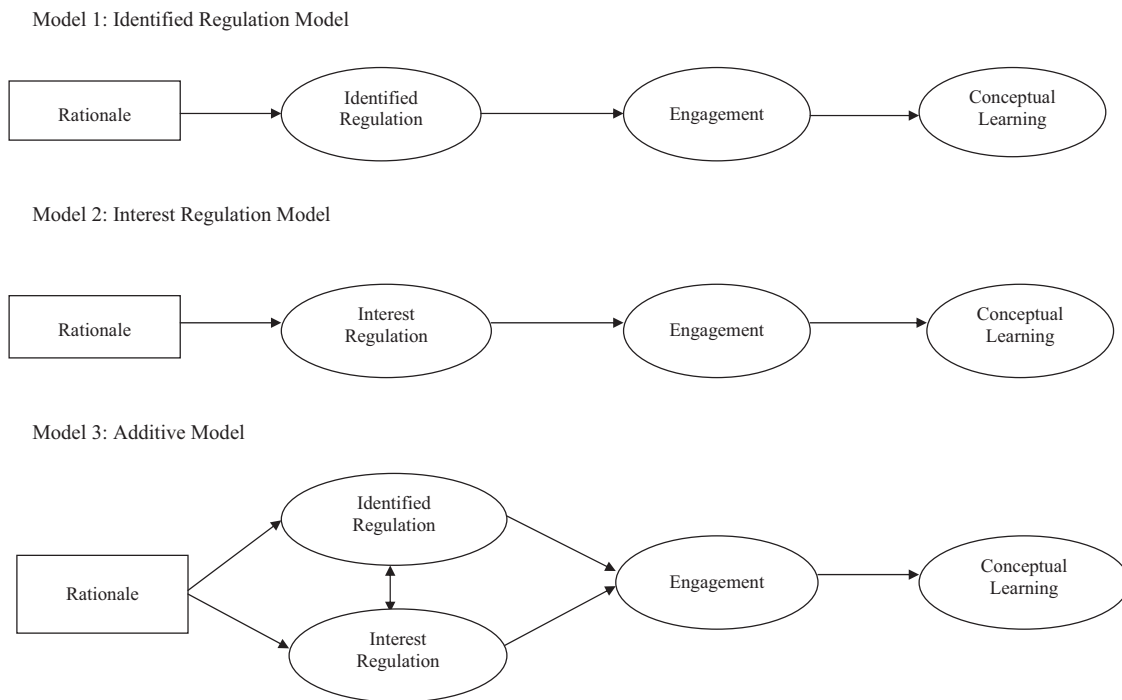 Model 1: Identified Regulation Model
Rationale
Identified
Regulation
Engagement
Conceptual
Learning
Model 2: Interest Regulation Model
Rationale
Interest
Regulation
Engagement
Conceptual
Learning
Model 3: Additive Model
Rationale
Identified
Regulation
Interest
Regulation
Engagement
Conceptual
Learning